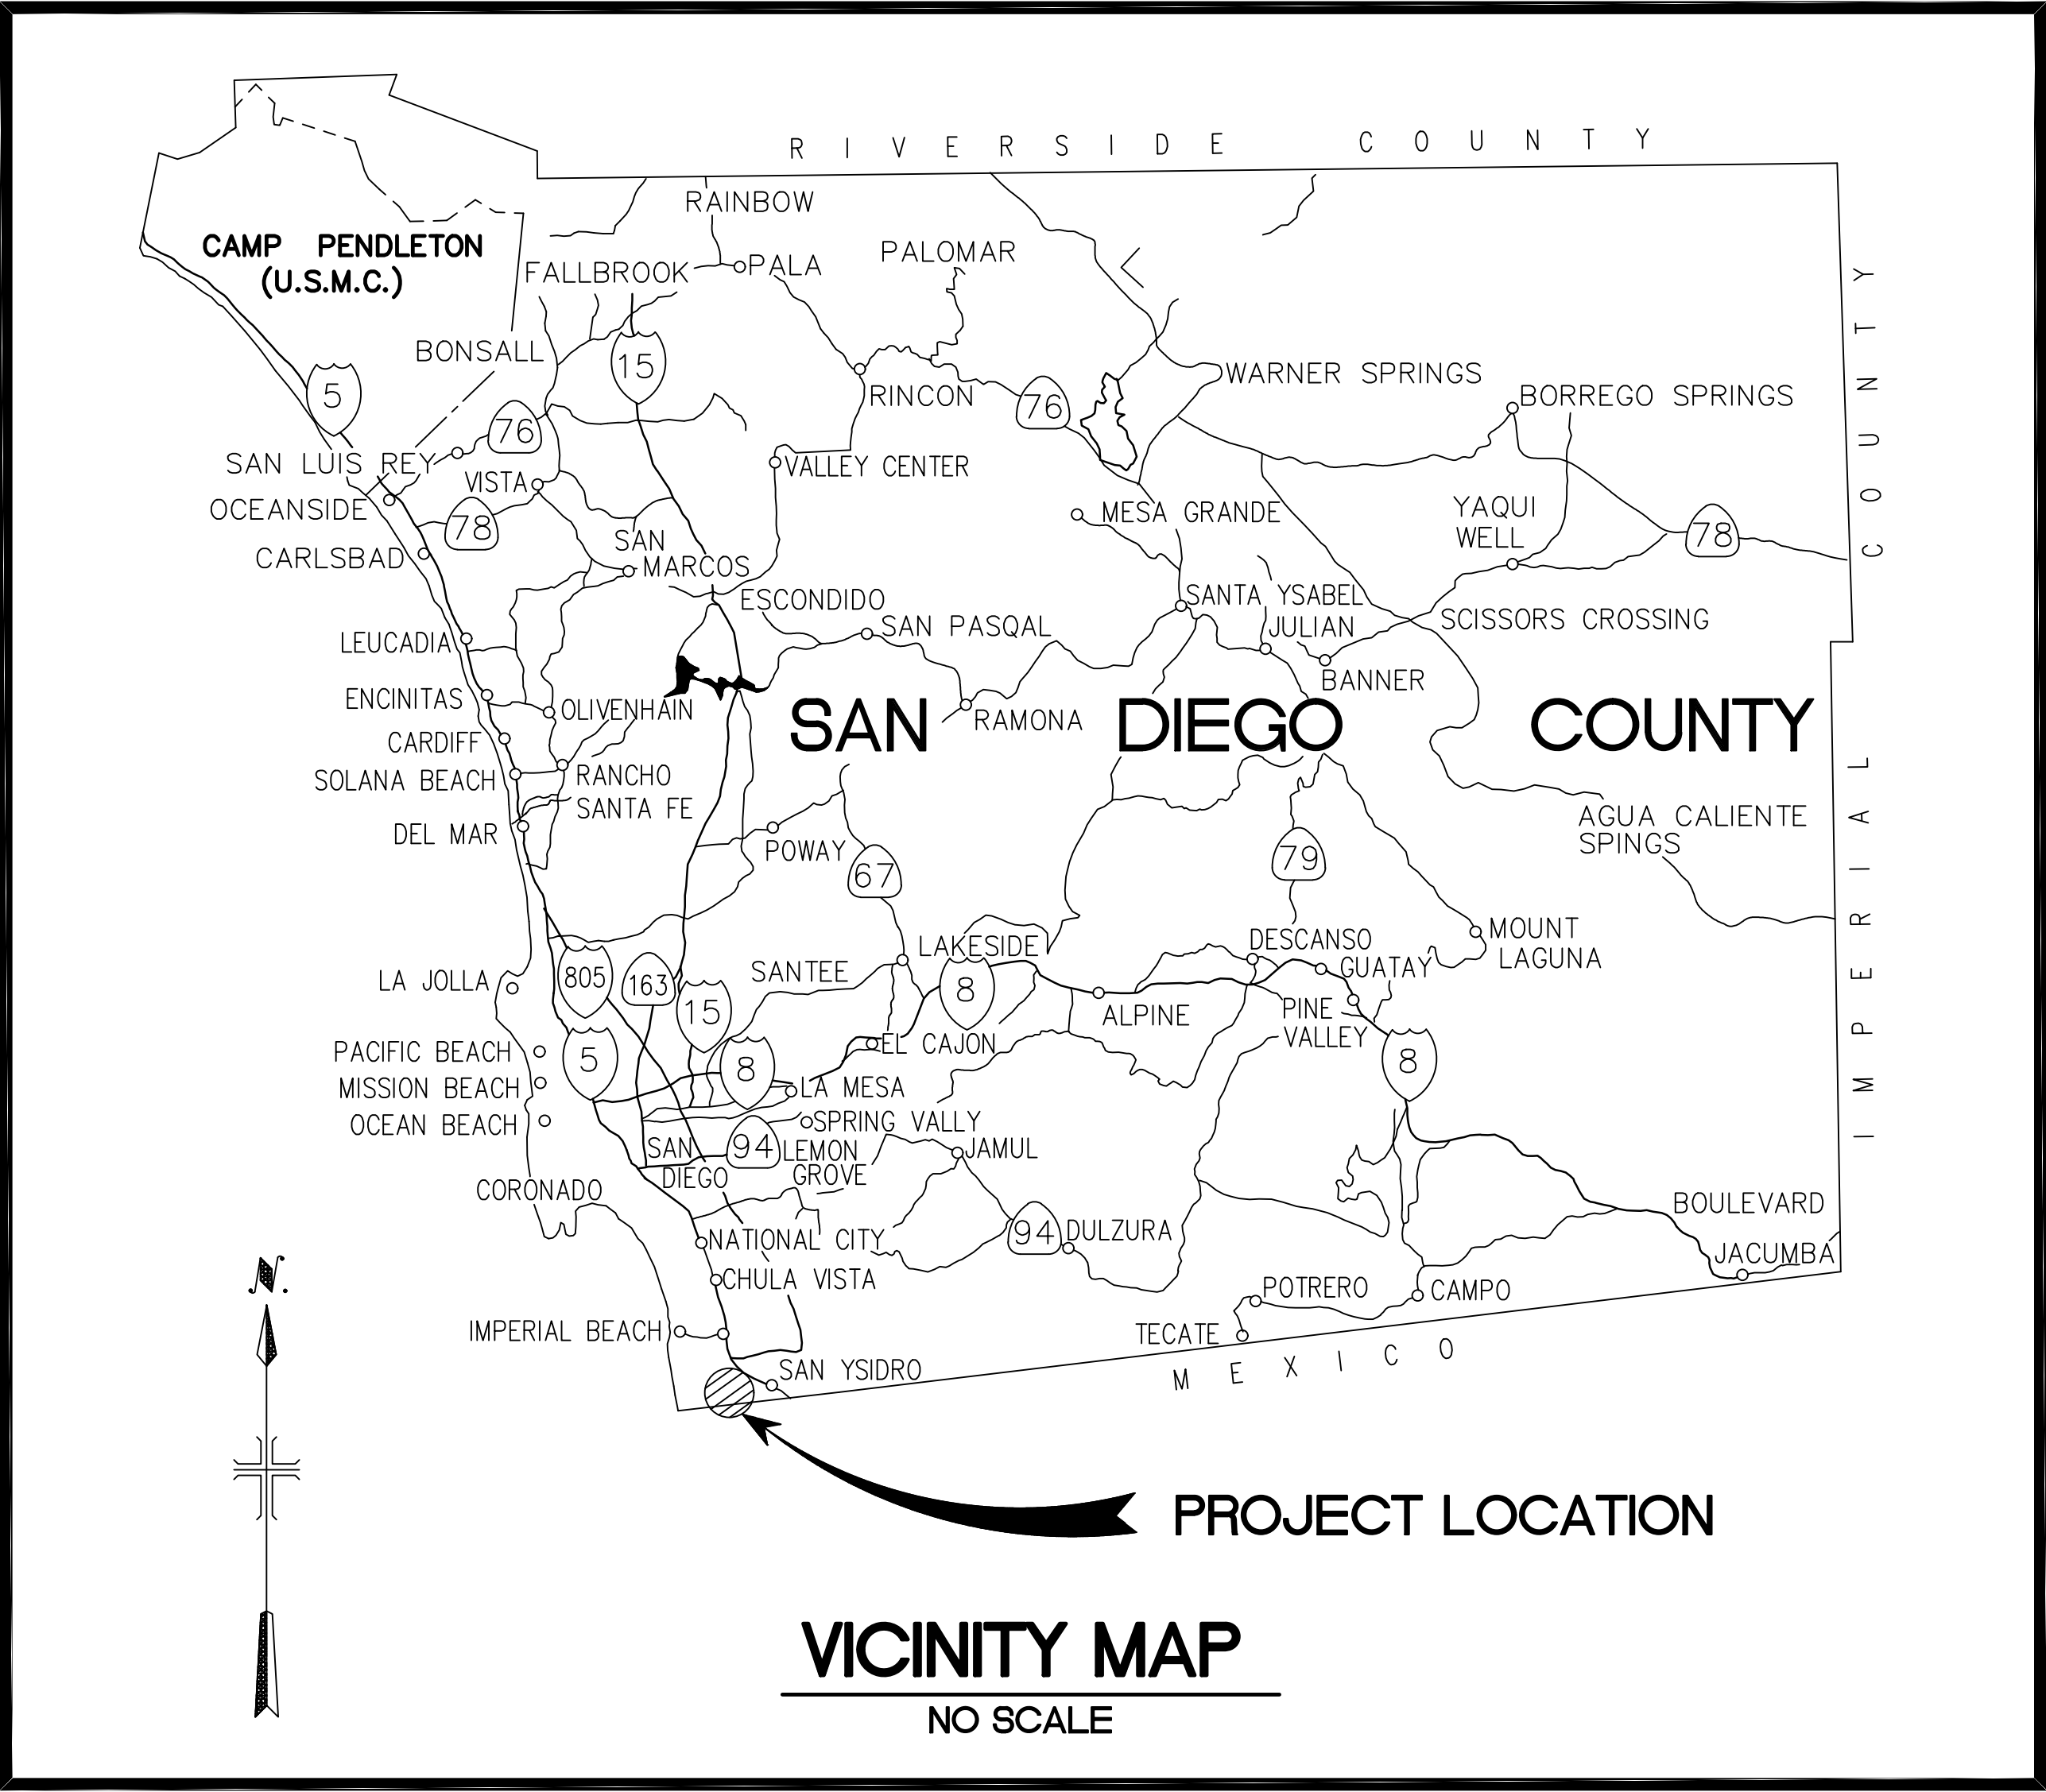 RIVERSIDE COUNTY
RAINBOW
CAMP PENDLETON
(U.S.M.C.)
FALLBROOK
PALA
PALOMAR
BONSALL
15
5
RINCON
76
WARNER SPRINGS
BORREGO SPRINGS
IMPERIAL COUNTY
76
SAN LUIS REY
VISTA
VALLEY CENTER
OCEANSIDE
78
MESA GRANDE
YAQUI
WELL
78
CARLSBAD
SAN
MARCOS
ESCONDIDO
SANTA YSABEL
SAN PASQAL
JULIAN
SCISSORS CROSSING
LEUCADIA
BANNER
ENCINITAS
OLIVENHAIN
RAMONA
SAN DIEGO COUNTY
CARDIFF
SOLANA BEACH
RANCHO
SANTA FE
DEL MAR
POWAY
67
79
AGUA CALIENTE
SPINGS
MOUNT
LAGUNA
LAKESIDE
DESCANSO
GUATAY
LA JOLLA
805
163
SANTEE
8
15
ALPINE
PINE
VALLEY
PACIFIC BEACH
5
8
EL CAJON
8
MISSION BEACH
LA MESA
OCEAN BEACH
SPRING VALLY
SAN
DIEGO
94
LEMON
GROVE
JAMUL
CORONADO
NATIONAL CITY
94
DULZURA
BOULEVARD
JACUMBA
CHULA VISTA
POTRERO
CAMPO
N.
IMPERIAL BEACH
TECATE
MEXICO
SAN YSIDRO
PROJECT LOCATION
VICINITY MAP
NO SCALE